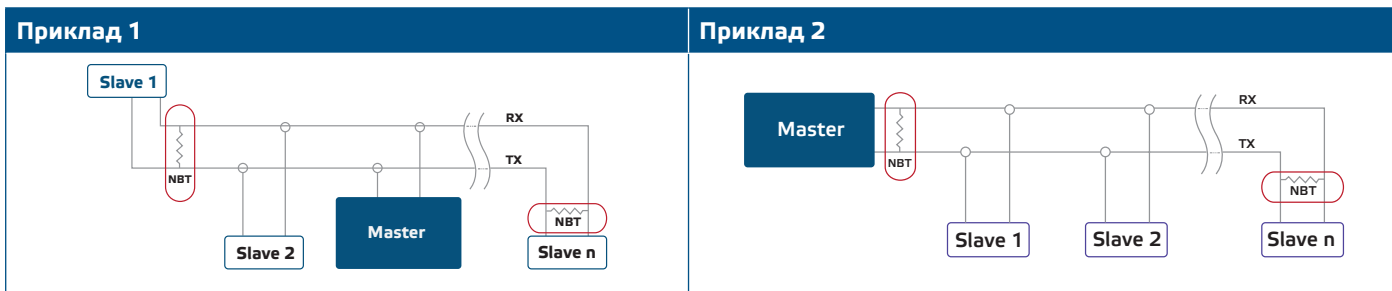 Приклад 1
Slave 1
RX
TX
NBT
NBT
Slave 2
Master
Slave n
Приклад 2
Master
RX
TX
NBT
NBT
Slave 1
Slave 2
Slave n